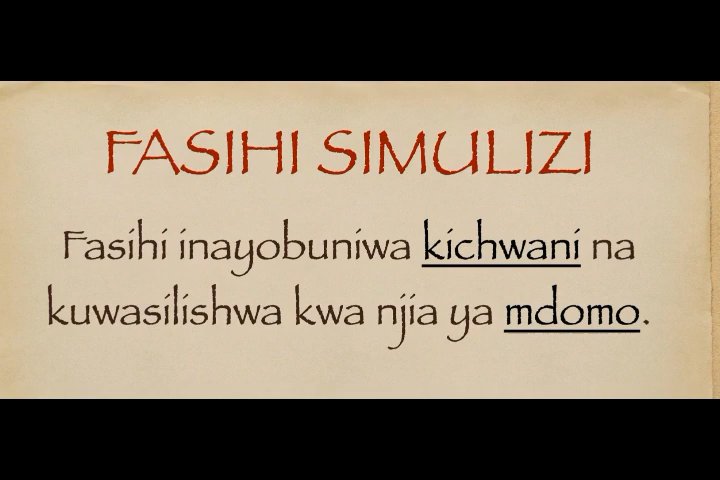 FASIHI SIMULIZI
Fasihi inayobuniwa kichwani na
kuwasilishwa kwa njia ya mdomo.